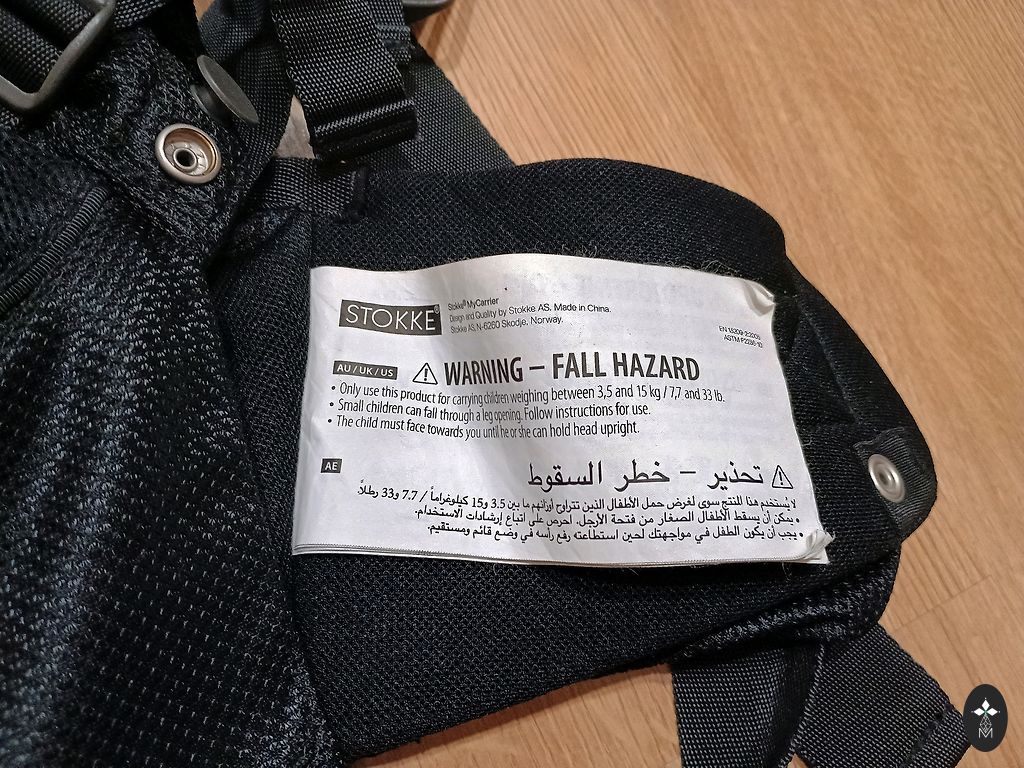 STOKKE®
Stokke® MyCarrier
Design and Quality by Stokke AS. Made in China.
Stokke AS, N-6260 Skodje, Norway.
EN 13209-2:2005
ASTM F2236-10
AU / UK / US
WARNING – FALL HAZARD
• Only use this product for carrying children weighing between 3,5 and 15 kg / 7,7 and 33 lb.
• Small children can fall through a leg opening. Follow instructions for use.
• The child must face towards you until he or she can hold head upright.
AE
تحذير – خطر السقوط
لا يُستخدم هذا المنتج سوى لغرض حمل الأطفال الذين تتراوح أوزانهم ما بين 3.5 و15 كيلوغراماً / 7.7 و33 رطلاً
• يمكن أن يسقط الأطفال الصغار من فتحة الأرجل. احرص على اتباع إرشادات الاستخدام.
• يجب أن يكون الطفل في مواجهتك لحين استطاعته رفع رأسه في وضع قائم ومستقيم.